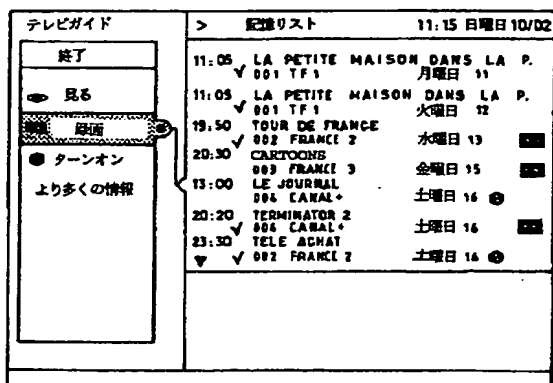 テレビガイド
> 記憶リスト 11:15 日曜日 10/02
終了
見る
録画
ターンオン
より多くの情報
11:05 LA PETITE MAISON DANS LA P.
✓ 001 TF1 月曜日 11
11:05 LA PETITE MAISON DANS LA P.
✓ 001 TF1 火曜日 12
19:50 TOUR DE FRANCE
✓ 002 FRANCE 2 水曜日 13
20:30 CARTOONS
003 FRANCE 3 金曜日 15
13:00 LE JOURNAL
004 CANAL+ 土曜日 16
20:20 TERMINATOR 2
✓ 004 CANAL+ 土曜日 16
23:30 TELE ACHAT
✓ 002 FRANCE 2 土曜日 16